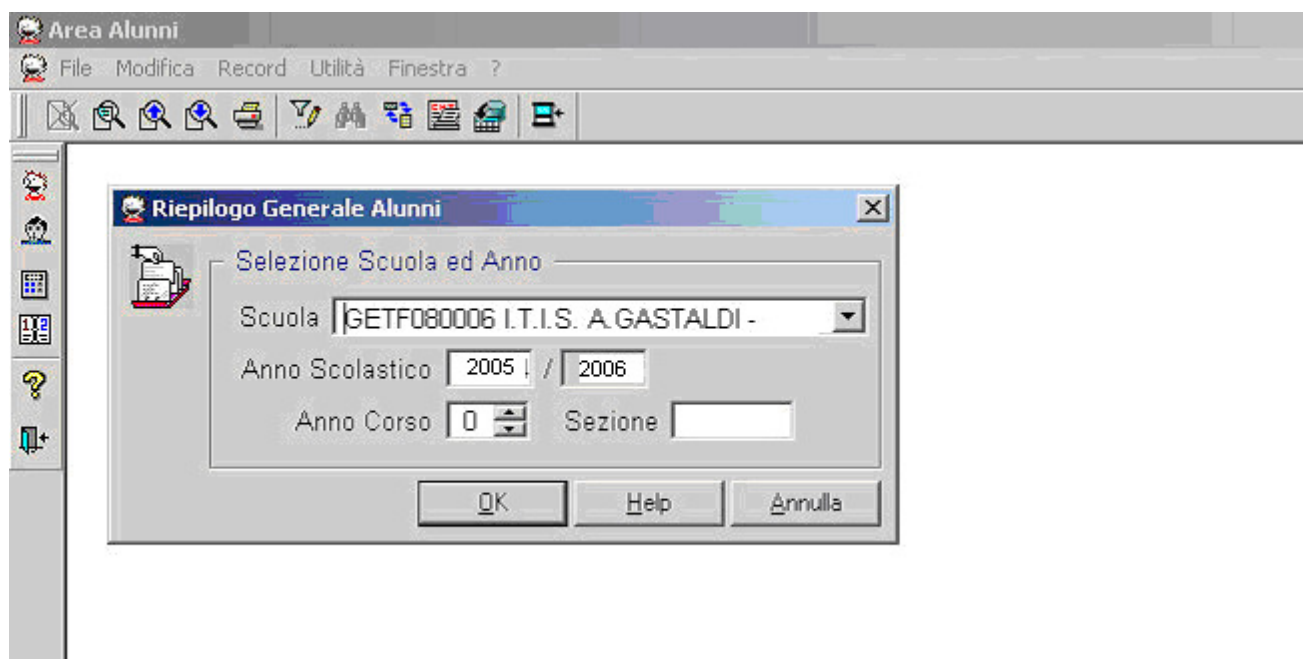 Area Alunni
File Modifica Record Utilità Finestra ?
Riepilogo Generale Alunni
Selezione Scuola ed Anno
Scuola GETF080006 I.T.I.S. A.GASTALDI -
Anno Scolastico 2005 / 2006
Anno Corso 0 Sezione
OK Help Annulla